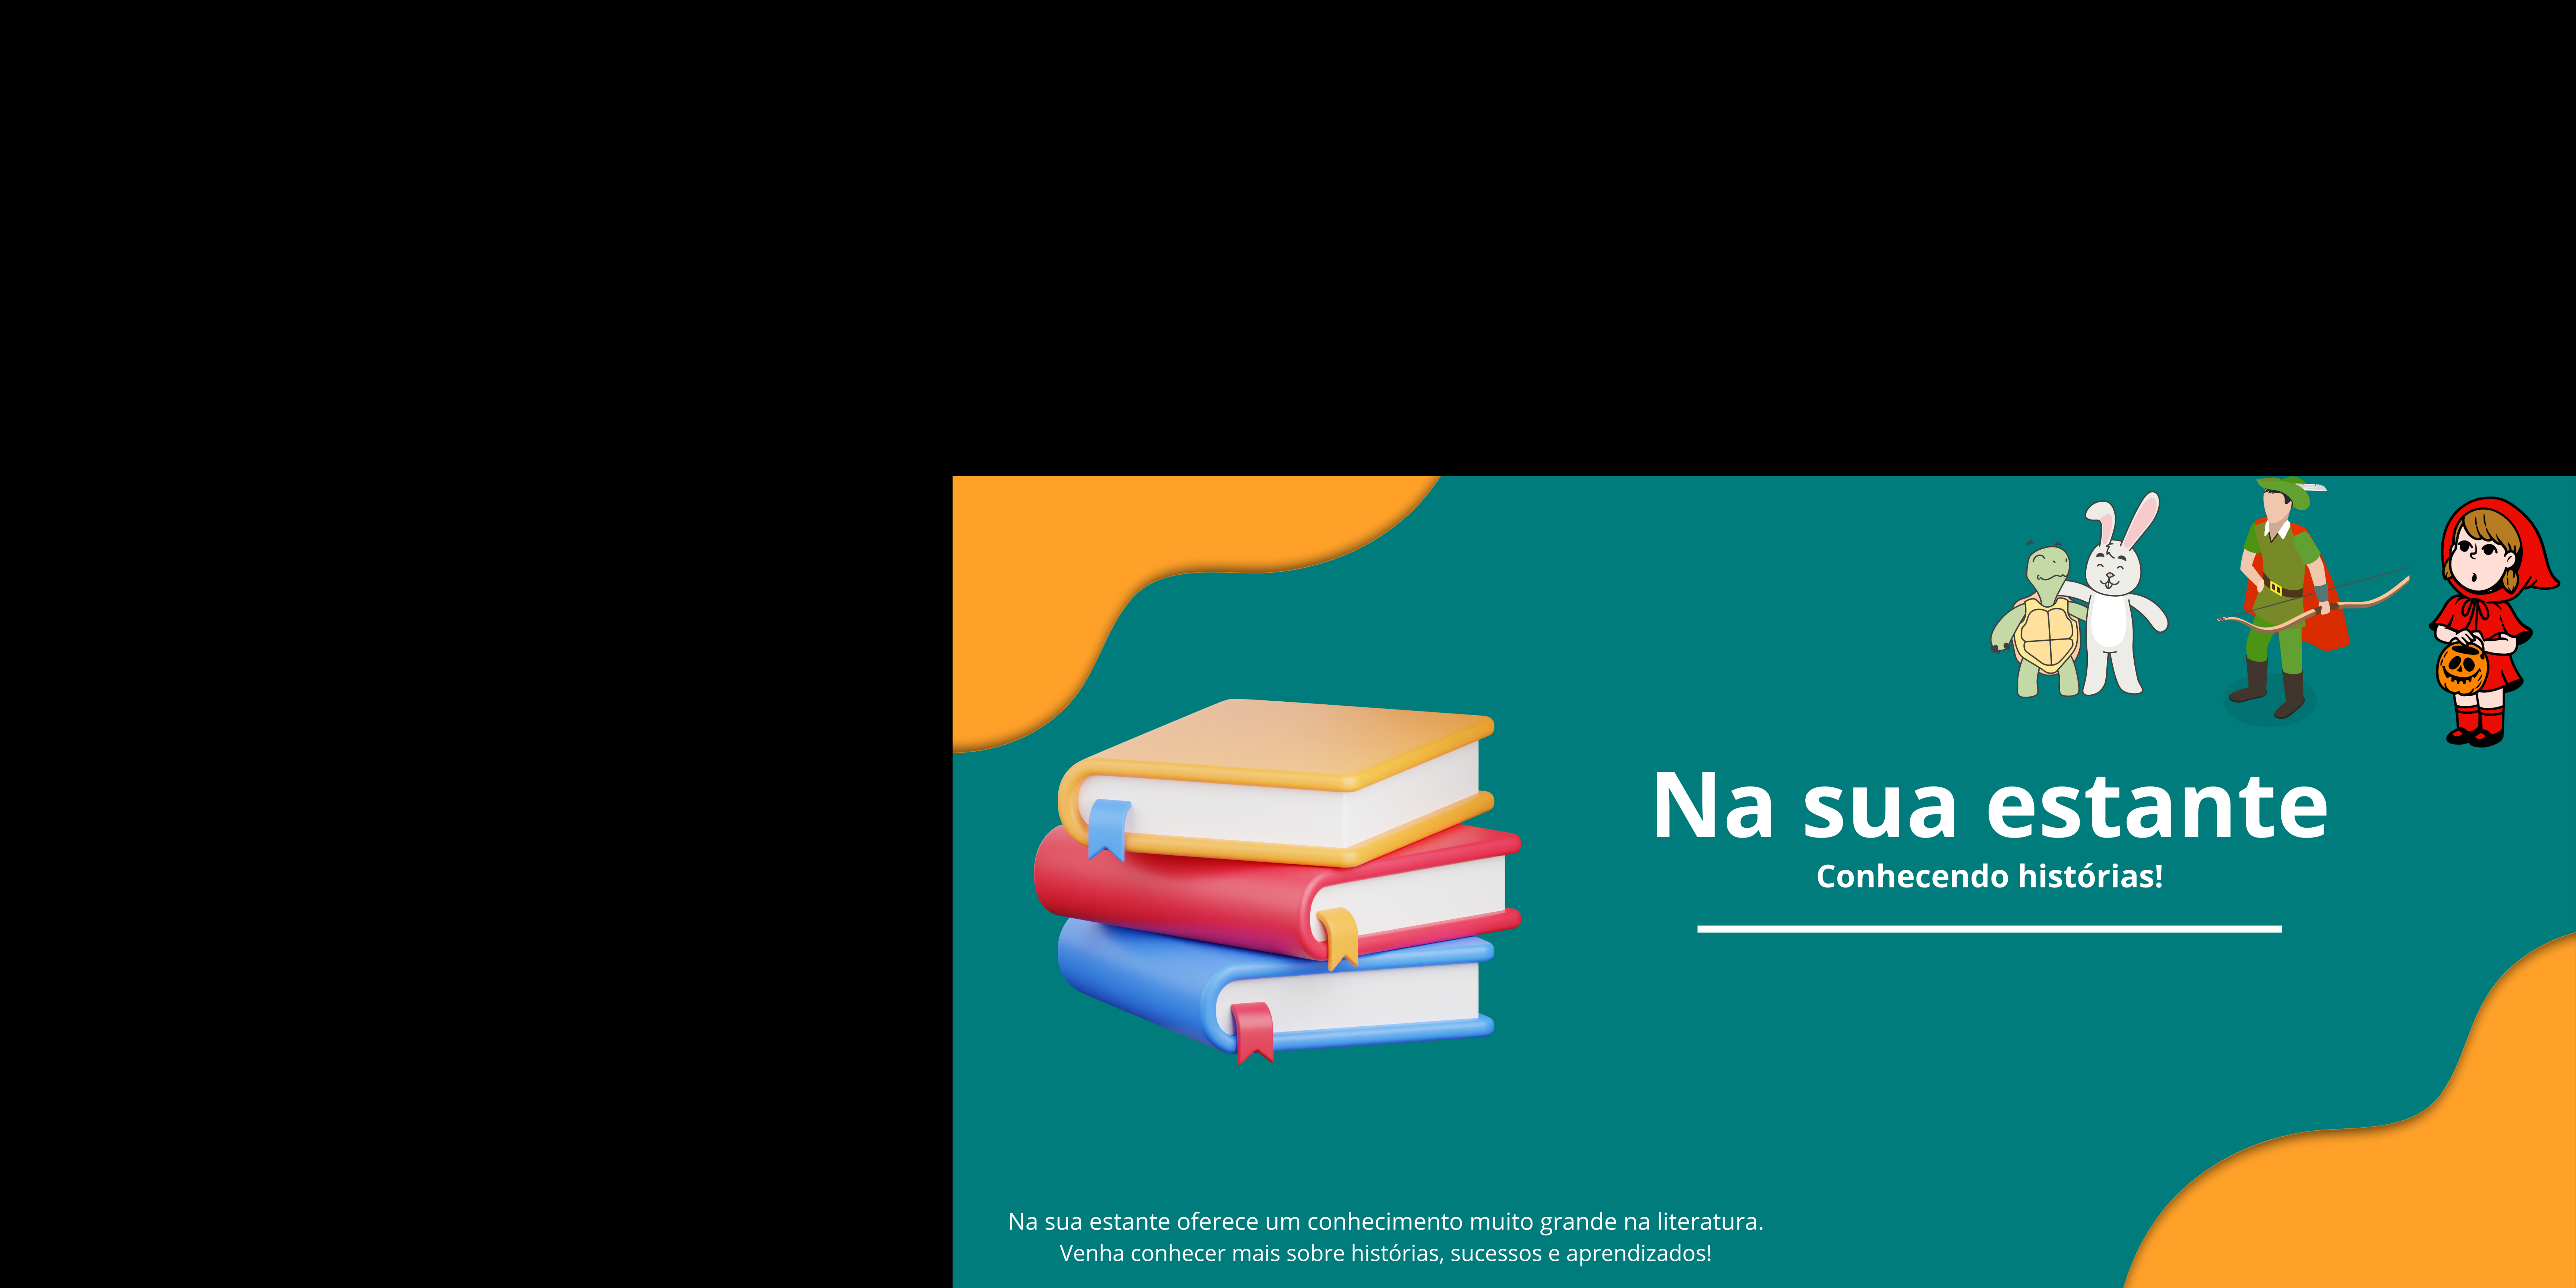 Na sua estante
Conhecendo histórias!
Na sua estante oferece um conhecimento muito grande na literatura.
Venha conhecer mais sobre histórias, sucessos e aprendizados!